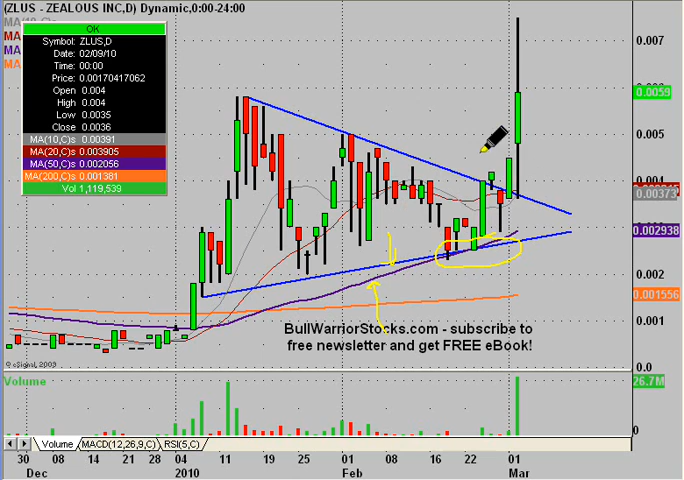 (ZLUS - ZEALOUS INC,D) Dynamic,0:00-24:00
OK
Symbol: ZLUS,D
Date: 02/09/10
Time: 00:00
Price: 0.00170417062
Open 0.004
High 0.004
Low 0.0035
Close 0.0036
MA(10,C)s 0.00391
MA(20,C)s 0.003905
MA(50,C)s 0.002056
MA(200,C)s 0.001381
Vol 1,119,539
0.007
0.0059
0.005
0.004
0.00373
0.002938
0.002
0.001556
0.001
0.0
BullWarriorStocks.com - subscribe to
free newsletter and get FREE eBook!
© eSignal, 2009
Volume
26.7M
0
Volume MACD(12,26,9,C) RSI(5,C)
30 08 14 21 28 04 11 19 25 01 08 16 22 01
Dec 2010 Feb Mar